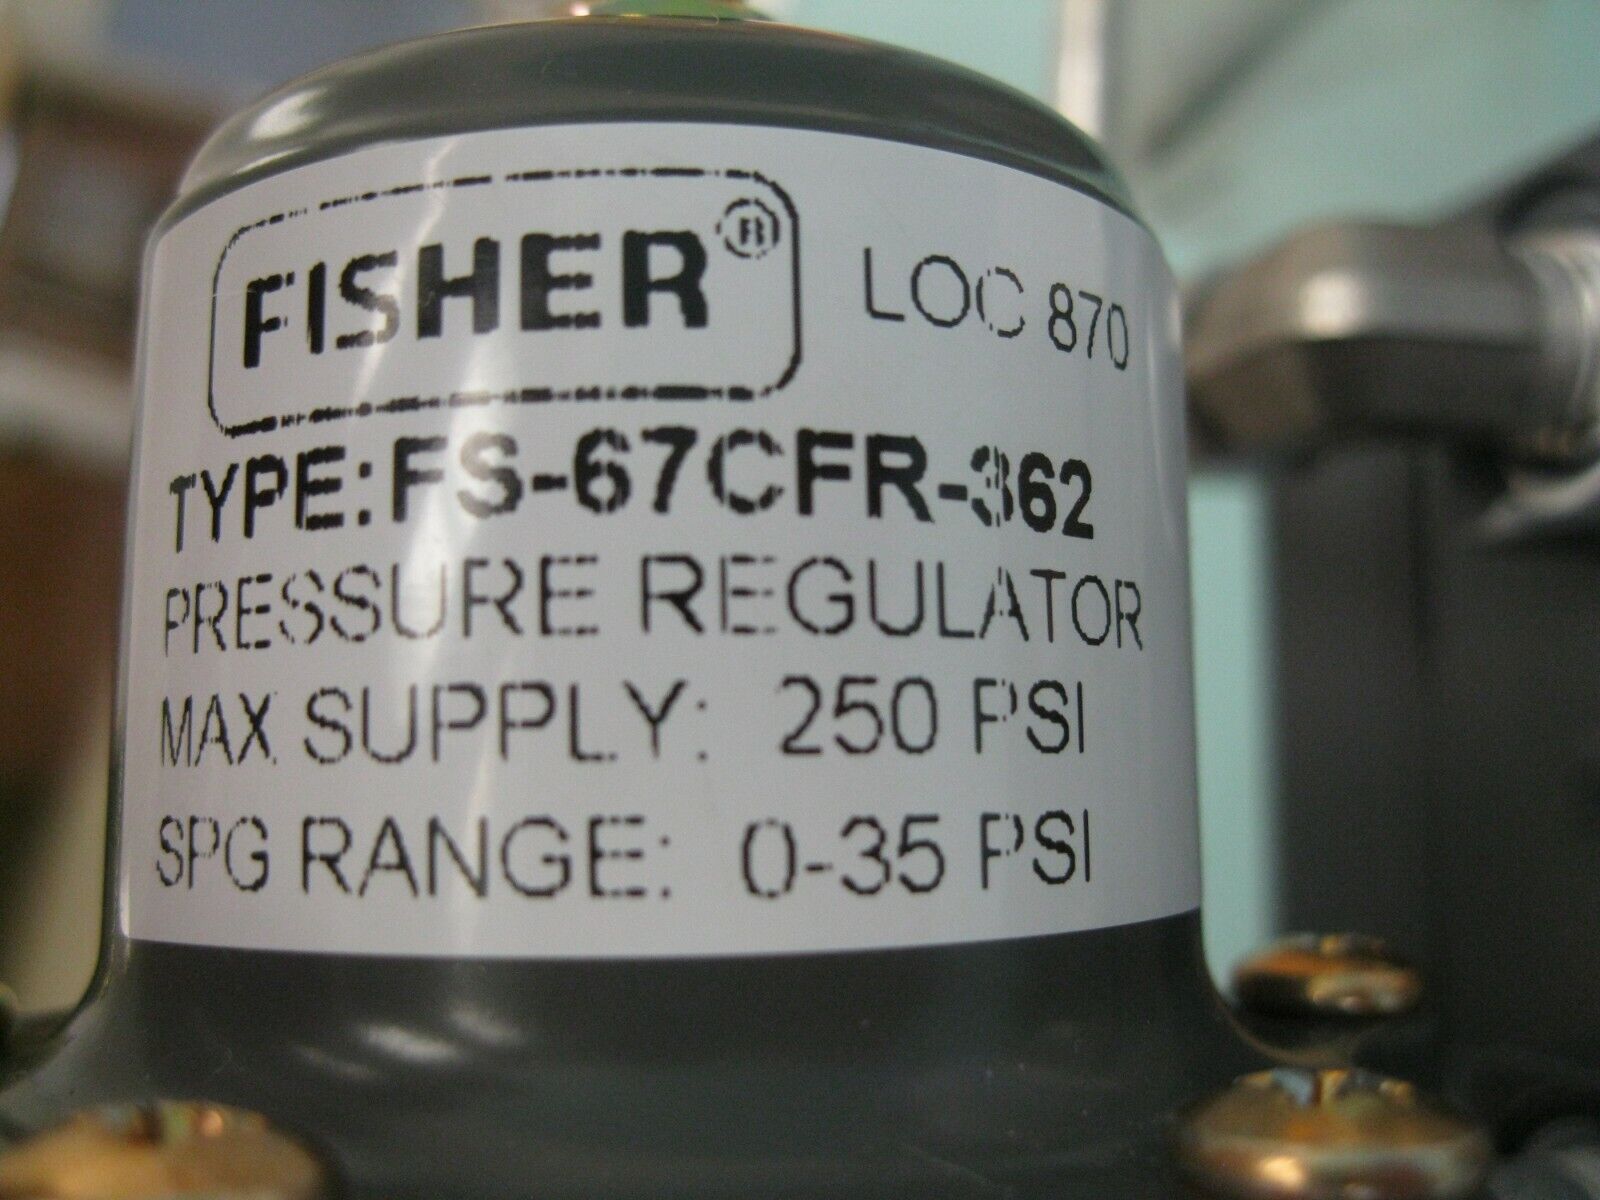 FISHER® LOC 870
TYPE: FS-67CFR-362
PRESSURE REGULATOR
MAX SUPPLY: 250 PSI
SPG RANGE: 0-35 PSI